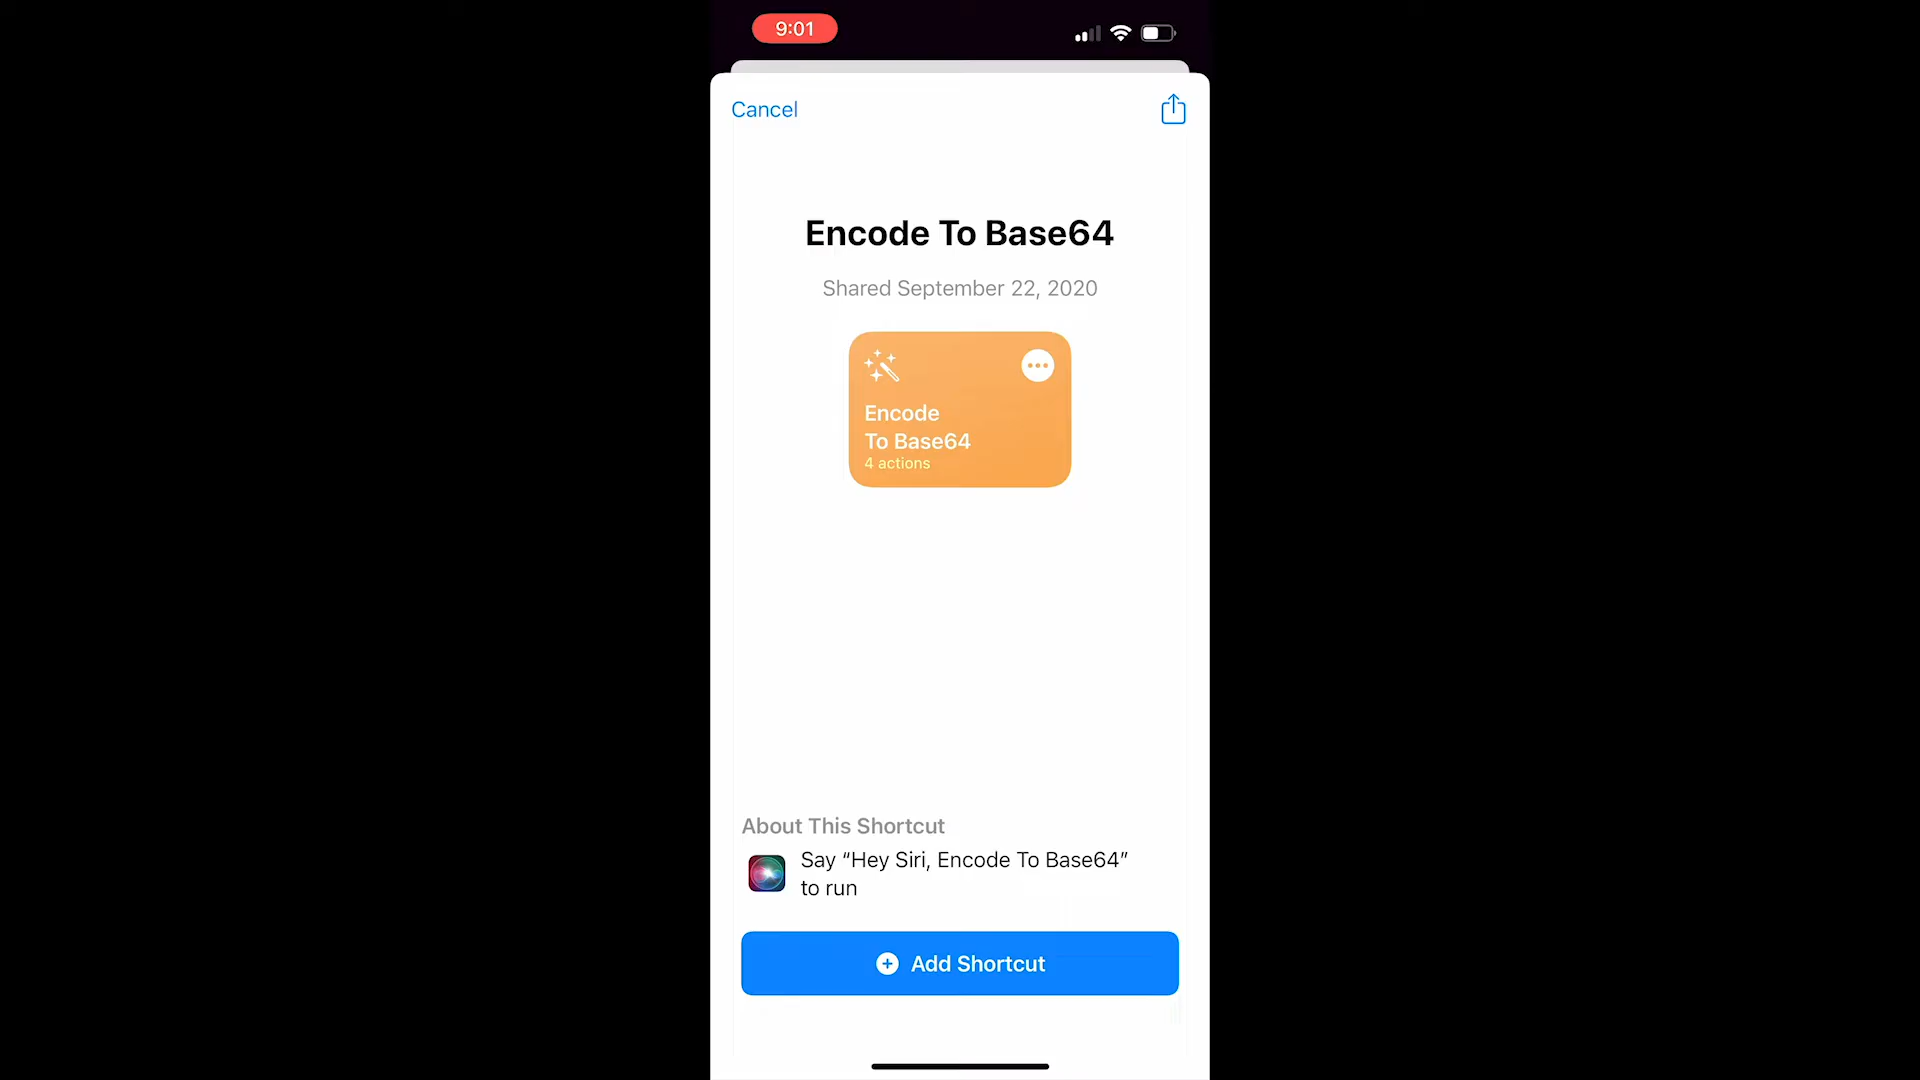 9:01
Cancel
Encode To Base64
Shared September 22, 2020
Encode
To Base64
4 actions
About This Shortcut
Say “Hey Siri, Encode To Base64”
to run
Add Shortcut